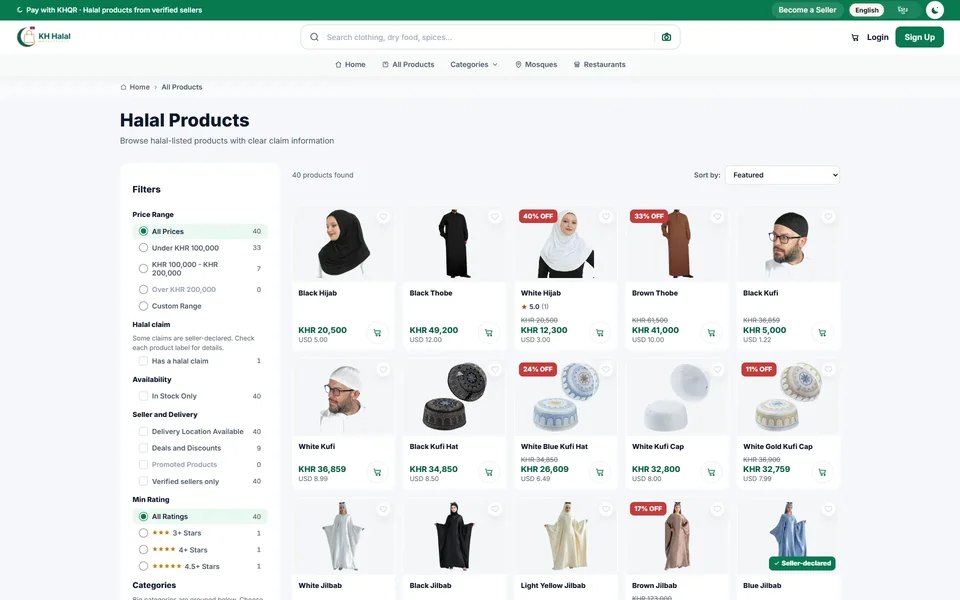 Pay with KHQR · Halal products from verified sellers
Become a Seller
English
ខ្មែរ
KH Halal
Search clothing, dry food, spices...
Login
Sign Up
Home
All Products
Categories
Mosques
Restaurants
Home › All Products
Halal Products
Browse halal-listed products with clear claim information
Filters
Price Range
All Prices 40
Under KHR 100,000 33
KHR 100,000 - KHR
200,000 7
Over KHR 200,000 0
Custom Range
Halal claim
Some claims are seller-declared. Check
each product label for details.
Has a halal claim 1
Availability
In Stock Only 40
Seller and Delivery
Delivery Location Available 40
Deals and Discounts 9
Promoted Products 0
Verified sellers only 40
Min Rating
All Ratings 40
★★★ 3+ Stars 1
★★★★ 4+ Stars 1
★★★★★ 4.5+ Stars 1
Categories
Big categories are grouped below. Choose
40 products found
Sort by: Featured
Black Hijab
KHR 20,500
USD 5.00
Black Thobe
KHR 49,200
USD 12.00
40% OFF
White Hijab
★ 5.0 (1)
KHR 20,500
KHR 12,300
USD 3.00
33% OFF
Brown Thobe
KHR 61,500
KHR 41,000
USD 10.00
Black Kufi
KHR 36,859
KHR 5,000
USD 1.22
White Kufi
KHR 36,859
USD 8.99
Black Kufi Hat
KHR 34,850
USD 8.50
24% OFF
White Blue Kufi Hat
KHR 34,850
KHR 26,609
USD 6.49
White Kufi Cap
KHR 32,800
USD 8.00
11% OFF
White Gold Kufi Cap
KHR 36,900
KHR 32,759
USD 7.99
White Jilbab
Black Jilbab
Light Yellow Jilbab
17% OFF
Brown Jilbab
KHR 123,000
✓ Seller-declared
Blue Jilbab